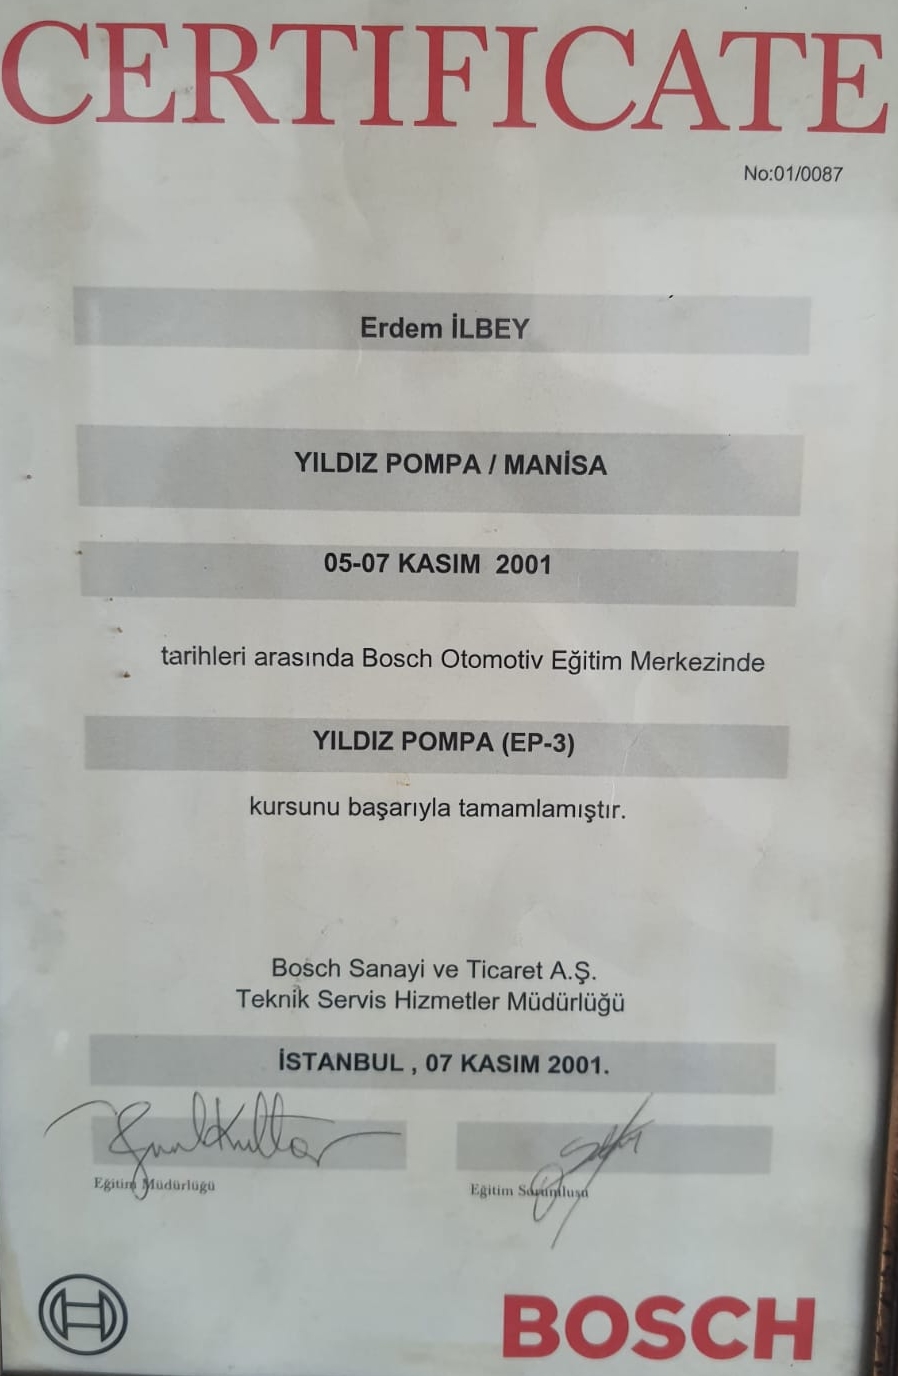 CERTIFICATE
No:01/0087
Erdem İLBEY
YILDIZ POMPA / MANİSA
05-07 KASIM 2001
tarihleri arasında Bosch Otomotiv Eğitim Merkezinde
YILDIZ POMPA (EP-3)
kursunu başarıyla tamamlamıştır.
Bosch Sanayi ve Ticaret A.Ş.
Teknik Servis Hizmetler Müdürlüğü
İSTANBUL , 07 KASIM 2001.
Eğitim Müdürlüğü
Eğitim Sorumlusu
BOSCH